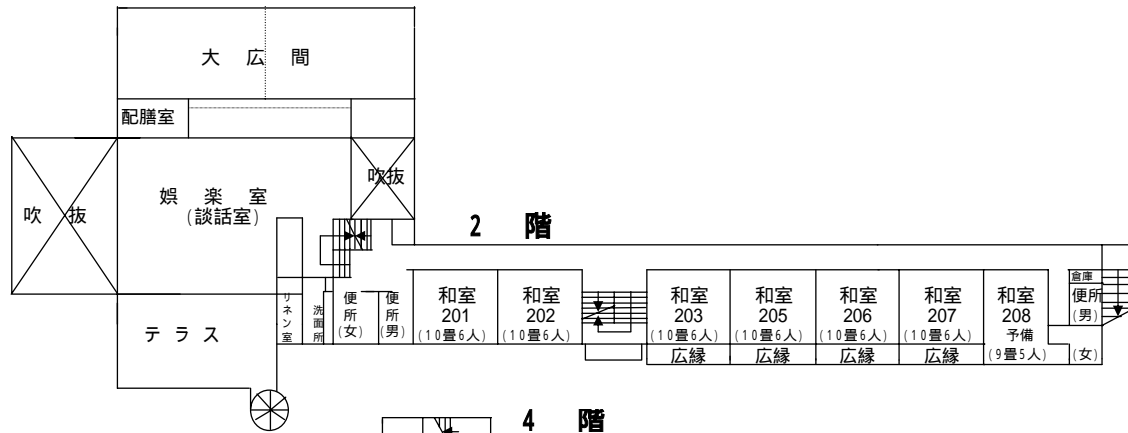 大 広 間
配膳室
吹 抜
娯 楽 室
(談話室)
吹抜
2 階
テ ラ ス
リネン室
洗面所
便所(女)
便所(男)
和室
201
(10畳6人)
和室
202
(10畳6人)
和室
203
(10畳6人)
広縁
和室
205
(10畳6人)
広縁
和室
206
(10畳6人)
広縁
和室
207
(10畳6人)
広縁
和室
208
予備
(9畳5人)
倉庫
便所
(男)
(女)
4 階